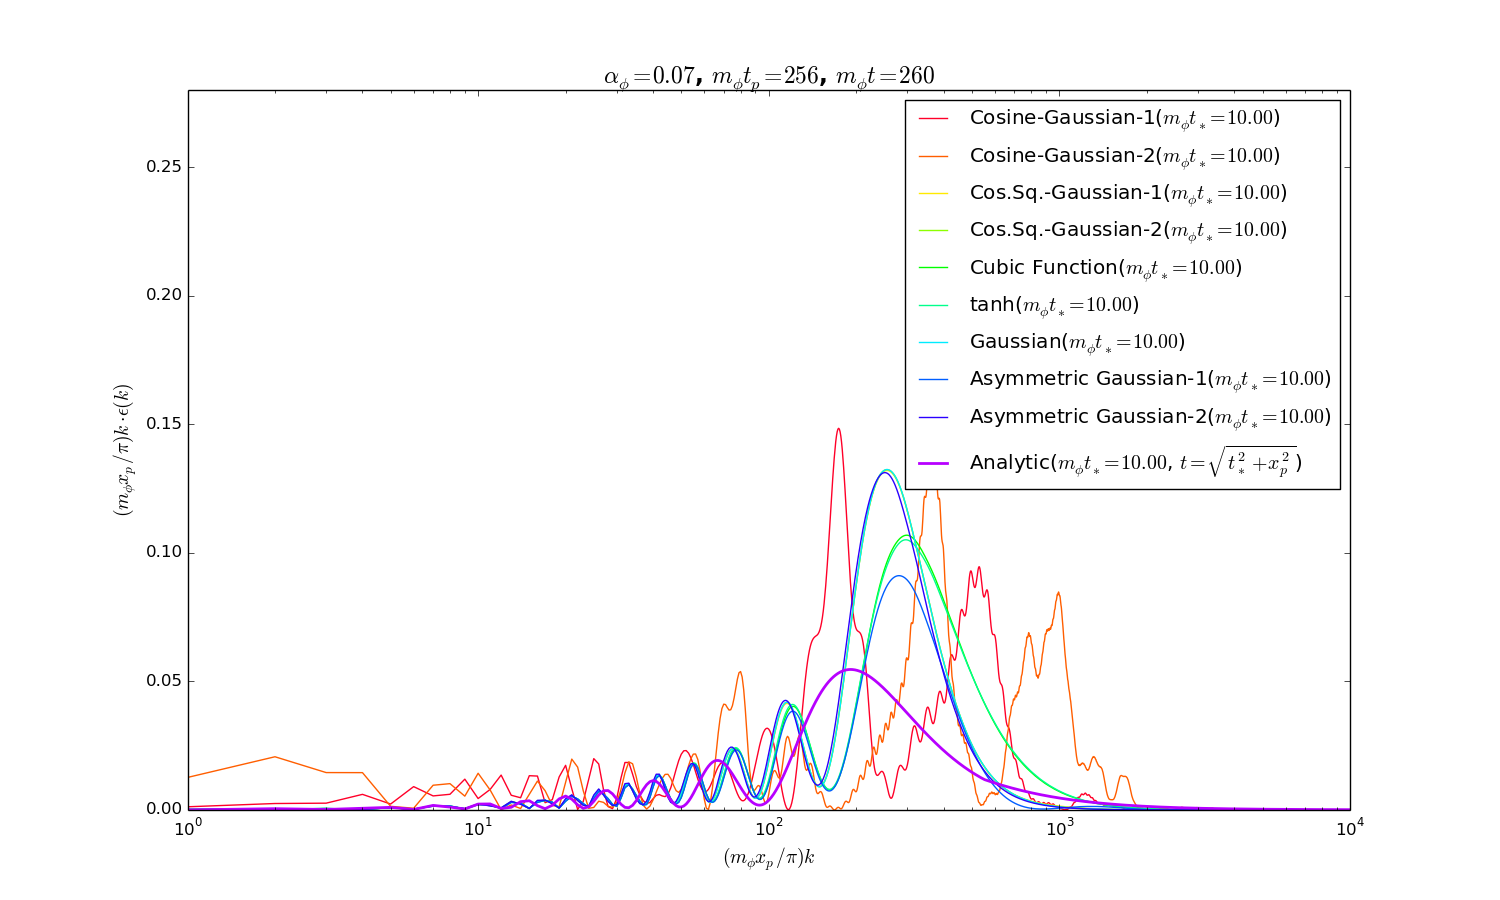 α_ϕ=0.07, m_ϕt_p=256, m_ϕt=260
(m_ϕx_p/π)k·ϵ(k)
0.25
0.20
0.15
0.10
0.05
0.00
10^0 10^1 10^2 10^3 10^4
(m_ϕx_p/π)k
Cosine-Gaussian-1(m_ϕt_*=10.00)
Cosine-Gaussian-2(m_ϕt_*=10.00)
Cos.Sq.-Gaussian-1(m_ϕt_*=10.00)
Cos.Sq.-Gaussian-2(m_ϕt_*=10.00)
Cubic Function(m_ϕt_*=10.00)
tanh(m_ϕt_*=10.00)
Gaussian(m_ϕt_*=10.00)
Asymmetric Gaussian-1(m_ϕt_*=10.00)
Asymmetric Gaussian-2(m_ϕt_*=10.00)
Analytic(m_ϕt_*=10.00, t=√(t_*^2+x_p^2))